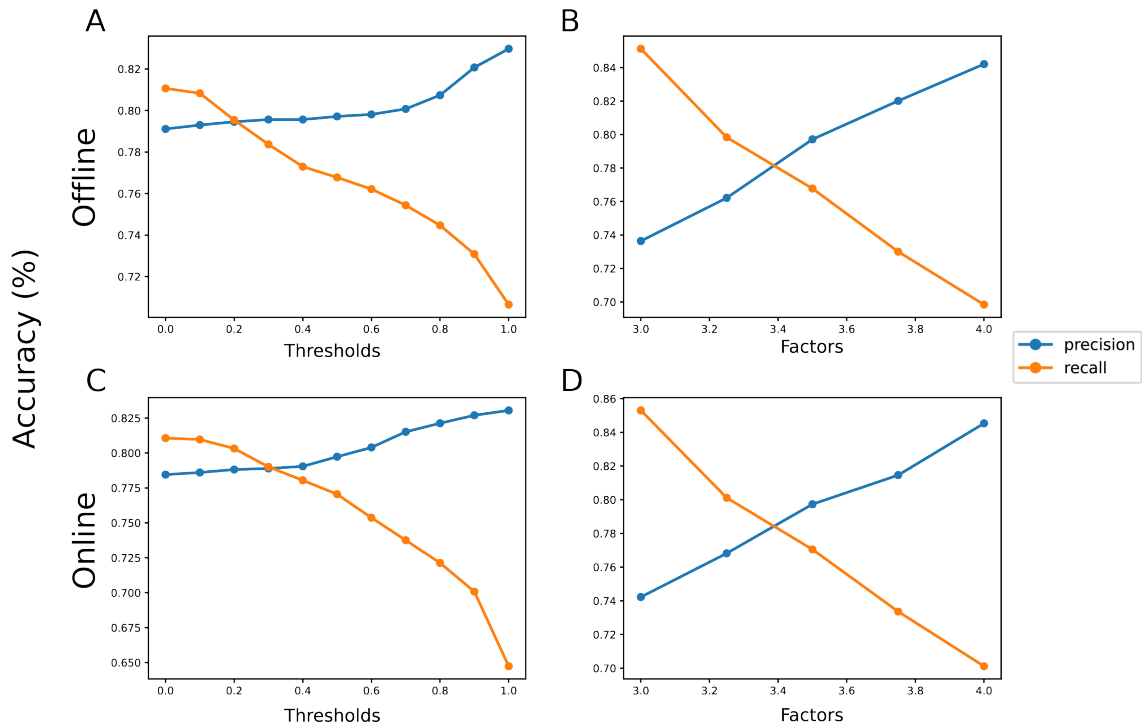 A
B
0.82
0.80
0.78
0.76
0.74
0.72
0.0 0.2 0.4 0.6 0.8 1.0
Thresholds
0.84
0.82
0.80
0.78
0.76
0.74
0.72
0.70
3.0 3.2 3.4 3.6 3.8 4.0
Factors
Offline
Accuracy (%)
precision
recall
C
D
0.825
0.800
0.775
0.750
0.725
0.700
0.675
0.650
0.0 0.2 0.4 0.6 0.8 1.0
Thresholds
0.86
0.84
0.82
0.80
0.78
0.76
0.74
0.72
0.70
3.0 3.2 3.4 3.6 3.8 4.0
Factors
Online